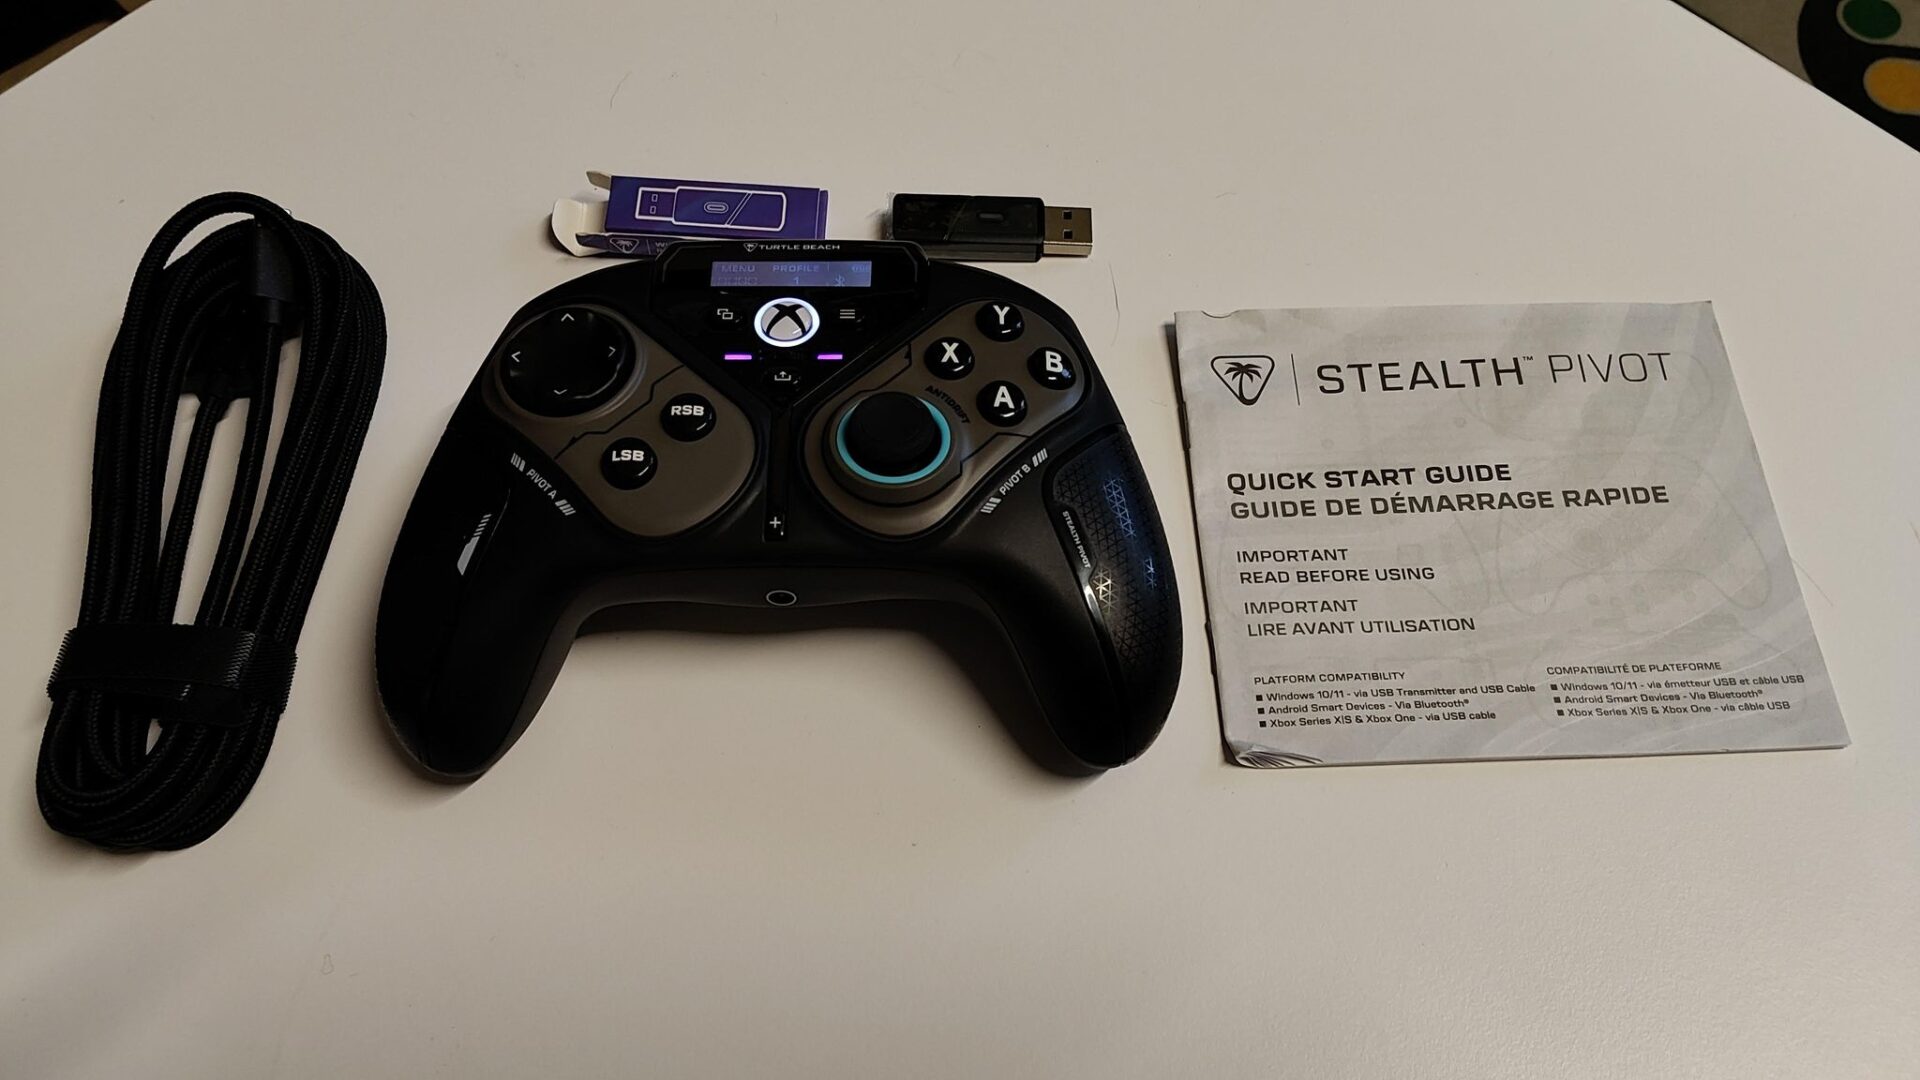 TURTLE BEACH
MENU PROFILE
1
Y
X
B
A
ANTIDRIFT
RSB
LSB
PIVOT A
PIVOT B
+
STEALTH PIVOT
STEALTH™ PIVOT
QUICK START GUIDE
GUIDE DE DÉMARRAGE RAPIDE
IMPORTANT
READ BEFORE USING
IMPORTANT
LIRE AVANT UTILISATION
PLATFORM COMPATIBILITY
■ Windows 10/11 - via USB Transmitter and USB Cable
■ Android Smart Devices - Via Bluetooth®
■ Xbox Series X|S & Xbox One - via USB cable
COMPATIBILITÉ DE PLATEFORME
■ Windows 10/11 - via émetteur USB et câble USB
■ Android Smart Devices - Via Bluetooth®
■ Xbox Series X|S & Xbox One - via câble USB